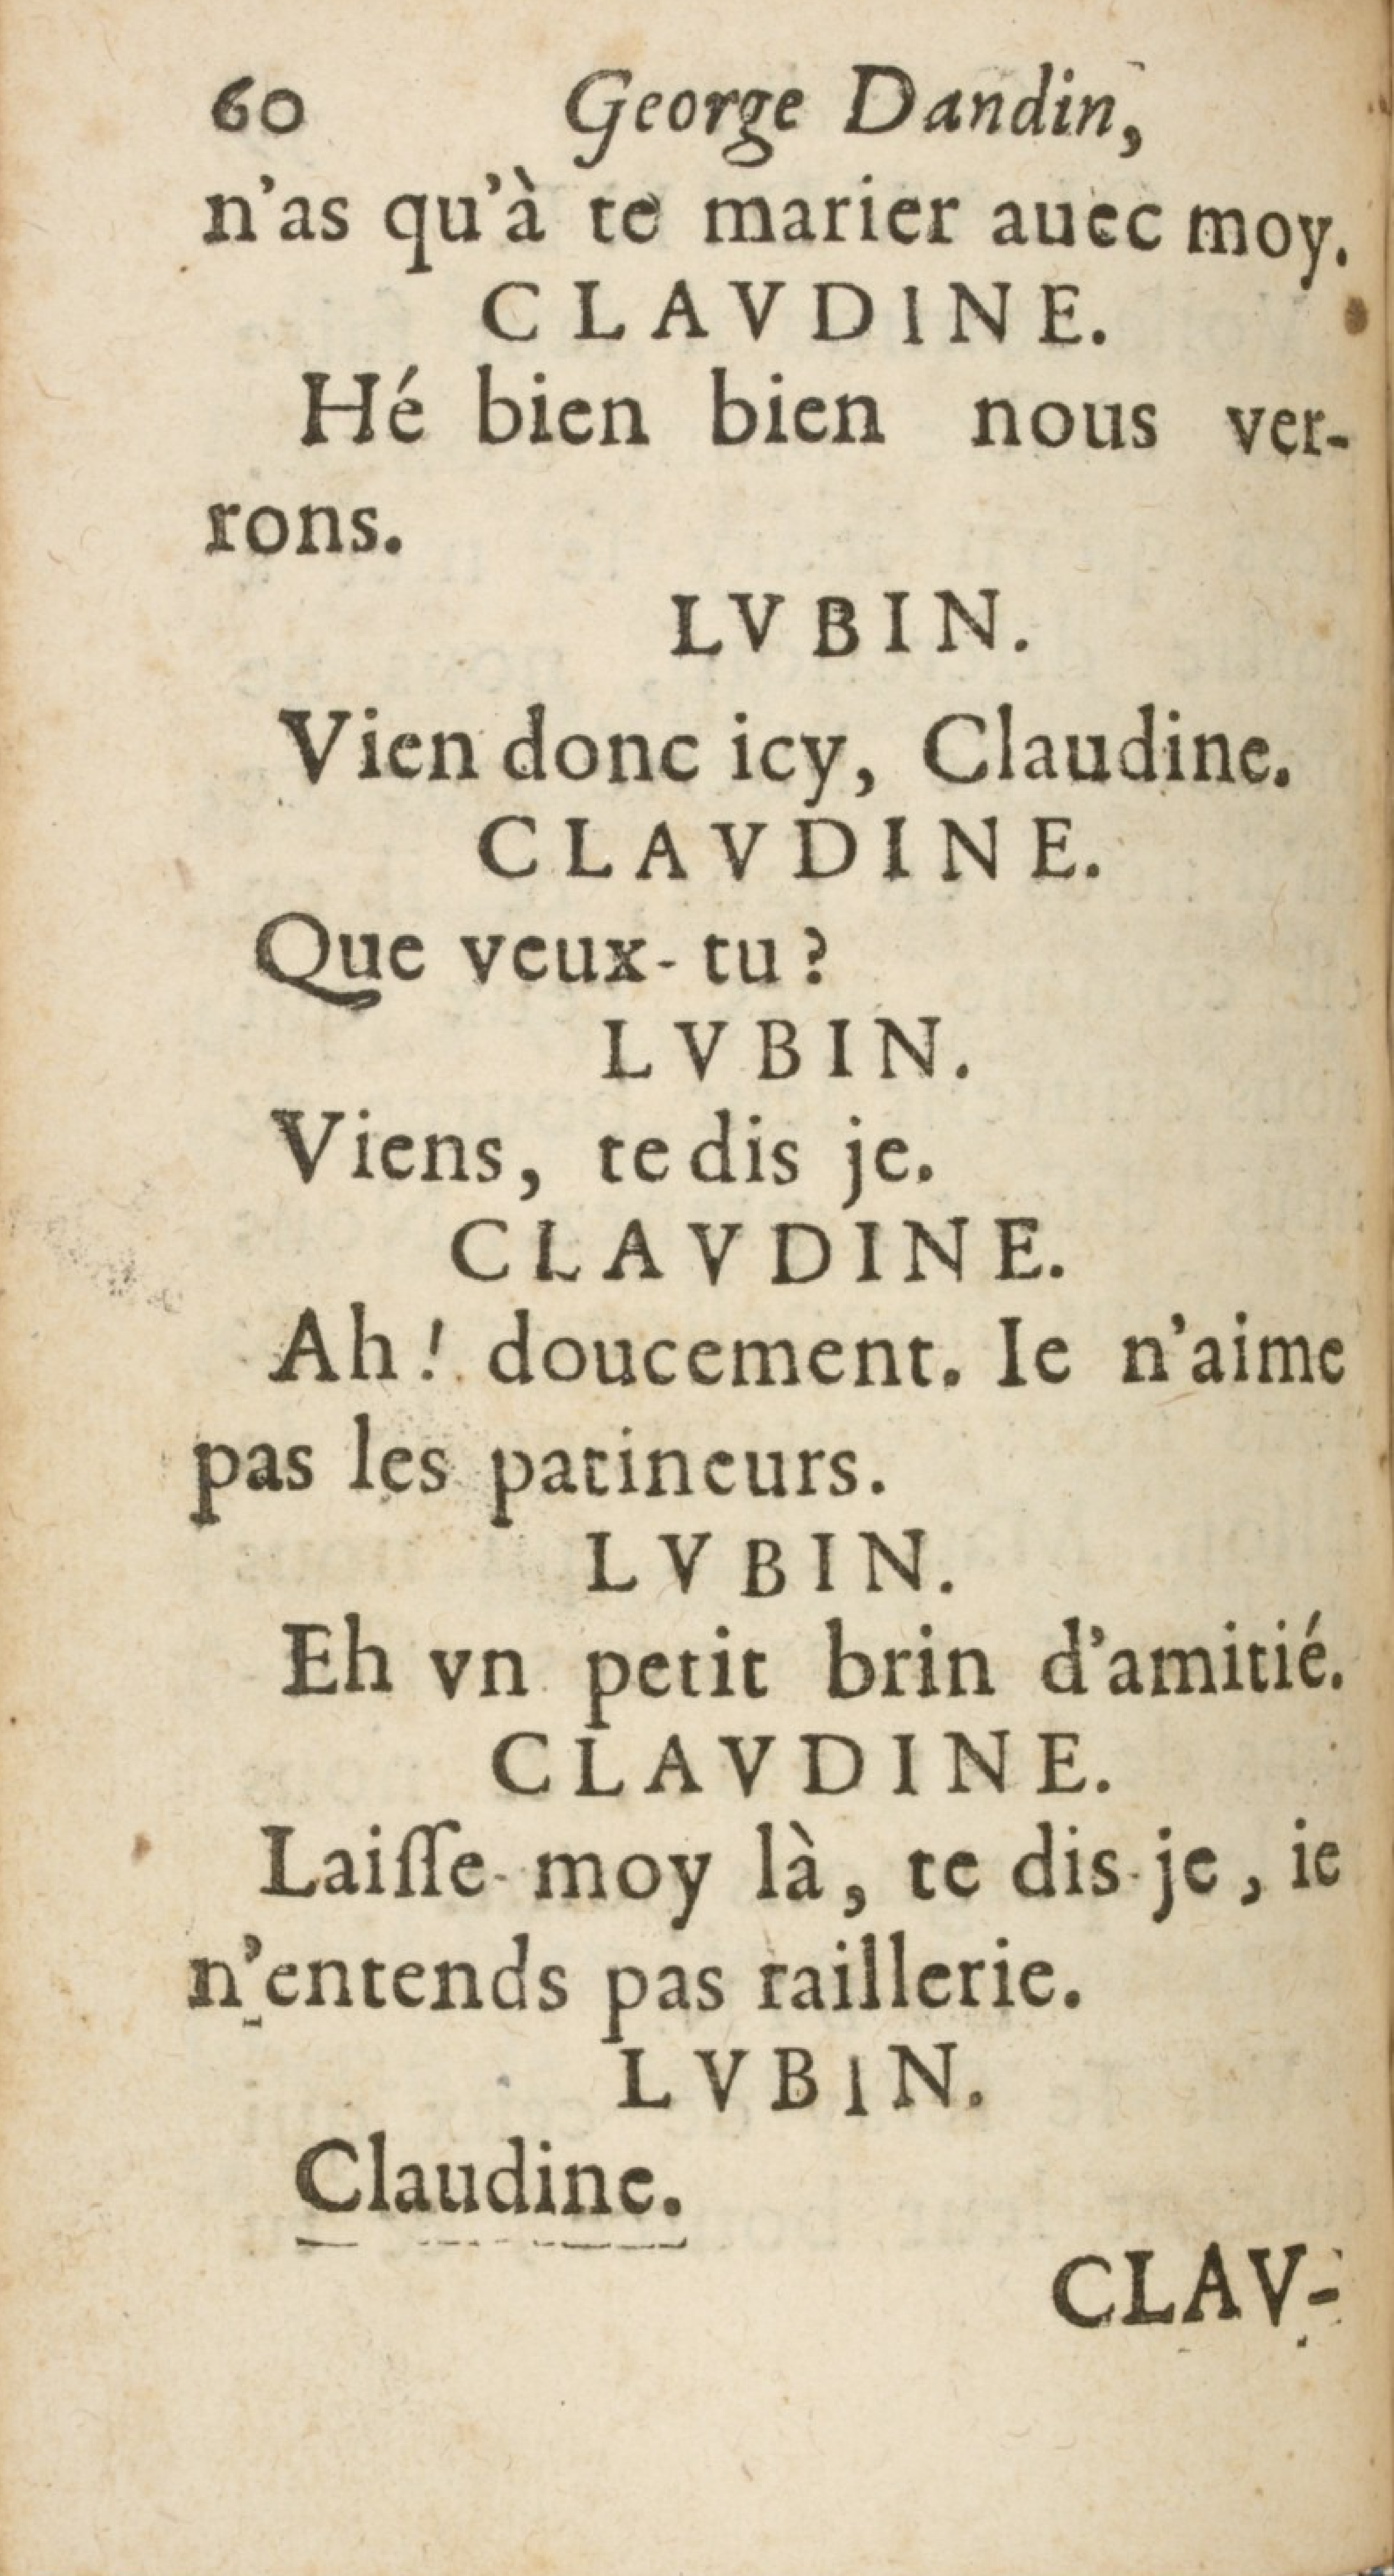 60 George Dandin,
n'as qu'à te marier auec moy.
CLAVDINE.
Hé bien bien nous ver-
rons.
LVBIN.
Vien donc icy, Claudine.
CLAVDINE.
Que veux-tu?
LVBIN.
Viens, te dis je.
CLAVDINE.
Ah! doucement. Ie n'aime
pas les patineurs.
LVBIN.
Eh vn petit brin d'amitié.
CLAVDINE.
Laiſſe-moy là, te dis-je, ie
n'entends pas raillerie.
LVBIN.
Claudine.
CLAV-